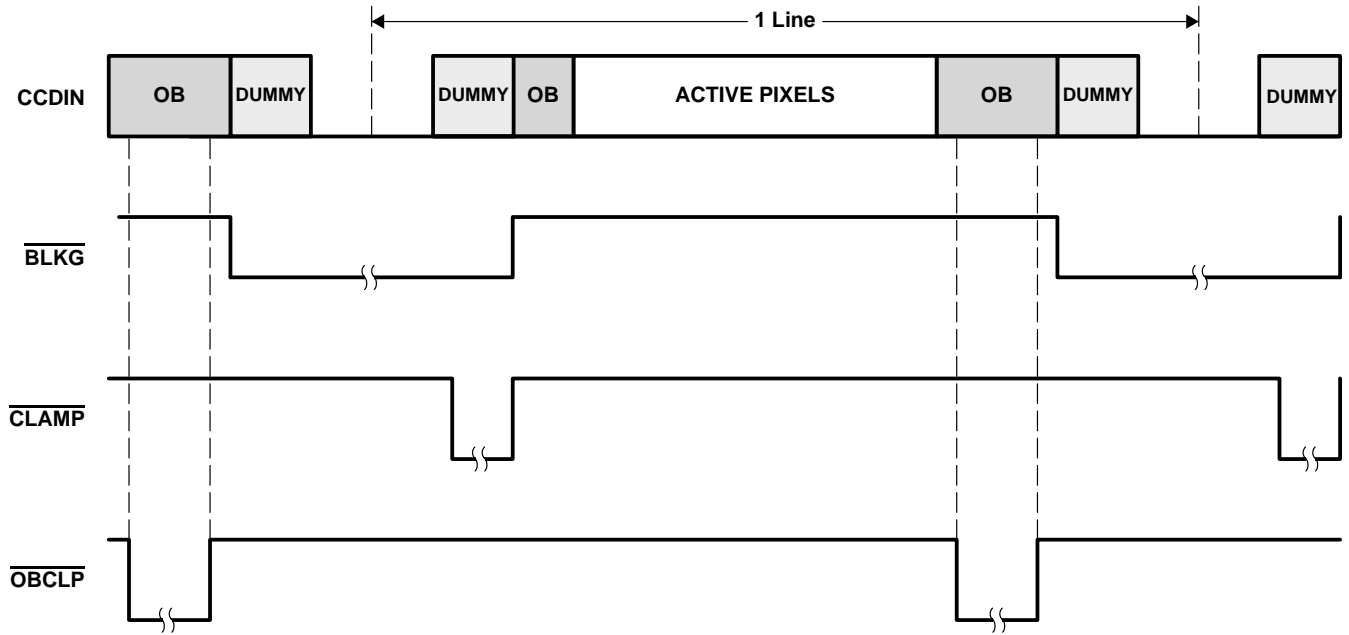 1 Line
CCDIN
OB
DUMMY
DUMMY
OB
ACTIVE PIXELS
OB
DUMMY
DUMMY
BLKG
CLAMP
OBCLP